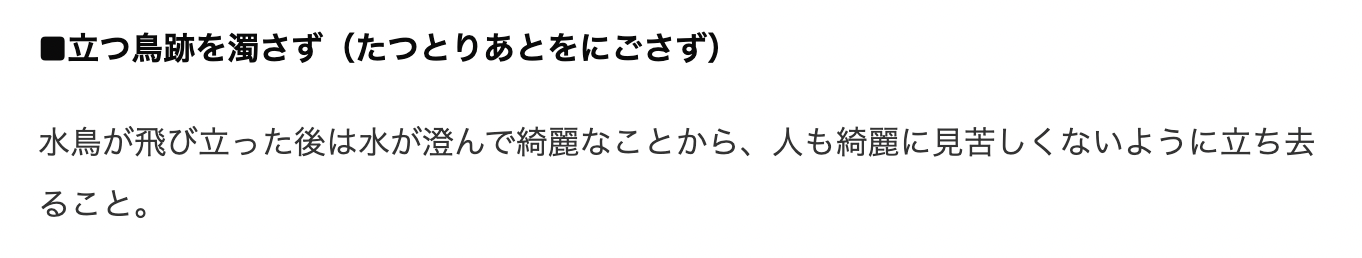 ■立つ鳥跡を濁さず（たつとりあとをにごさず）
水鳥が飛び立った後は水が澄んで綺麗なことから、人も綺麗に見苦しくないように立ち去
ること。